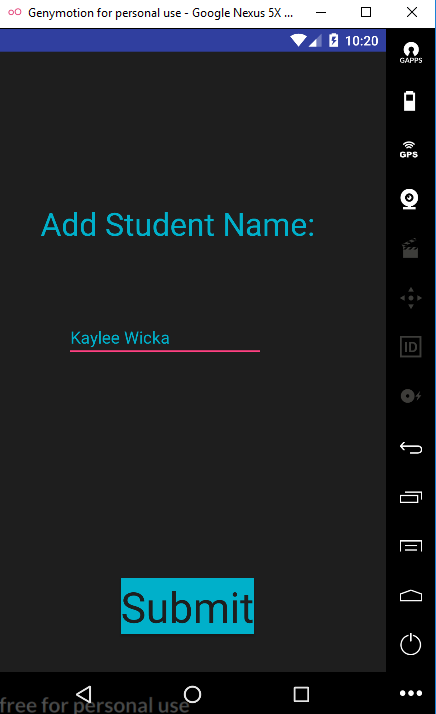 Genymotion for personal use - Google Nexus 5X ...
10:20
GAPPS
GPS
Add Student Name:
Kaylee Wicka
ID
Submit
free for personal use